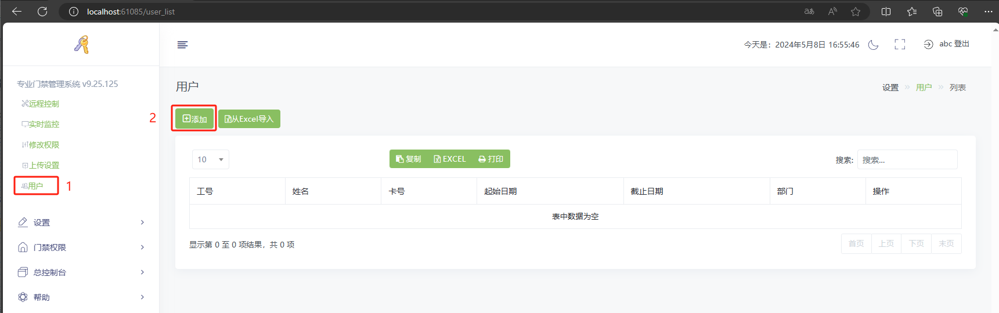 localhost:61085/user_list
今天是：2024年5月8日 16:55:46
abc 登出
专业门禁管理系统 v9.25.125
远程控制
实时监控
修改权限
上传设置
用户
1
设置
门禁权限
总控制台
帮助
用户
设置 » 用户 » 列表
2
添加
从Excel导入
10
复制 EXCEL 打印
搜索: 搜索...
工号 姓名 卡号 起始日期 截止日期 部门 操作
表中数据为空
显示第 0 至 0 项结果，共 0 项
首页 上页 下页 末页